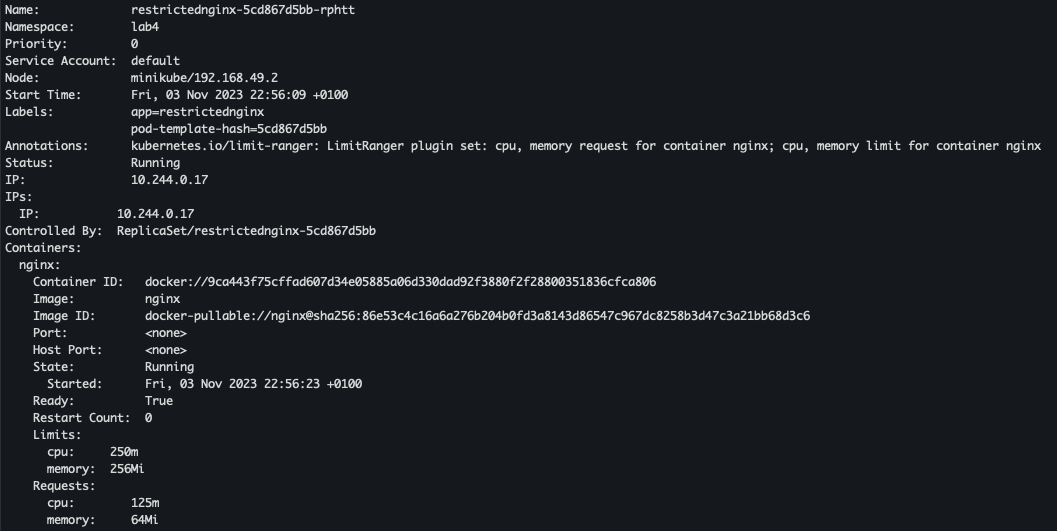 Name:             restrictednginx-5cd867d5bb-rphtt
Namespace:        lab4
Priority:         0
Service Account:  default
Node:             minikube/192.168.49.2
Start Time:       Fri, 03 Nov 2023 22:56:09 +0100
Labels:           app=restrictednginx
                  pod-template-hash=5cd867d5bb
Annotations:      kubernetes.io/limit-ranger: LimitRanger plugin set: cpu, memory request for container nginx; cpu, memory limit for container nginx
Status:           Running
IP:               10.244.0.17
IPs:
  IP:           10.244.0.17
Controlled By:  ReplicaSet/restrictednginx-5cd867d5bb
Containers:
  nginx:
    Container ID:   docker://9ca443f75cffad607d34e05885a06d330dad92f3880f2f28800351836cfca806
    Image:          nginx
    Image ID:       docker-pullable://nginx@sha256:86e53c4c16a6a276b204b0fd3a8143d86547c967dc8258b3d47c3a21bb68d3c6
    Port:           <none>
    Host Port:      <none>
    State:          Running
      Started:      Fri, 03 Nov 2023 22:56:23 +0100
    Ready:          True
    Restart Count:  0
    Limits:
      cpu:     250m
      memory:  256Mi
    Requests:
      cpu:        125m
      memory:     64Mi